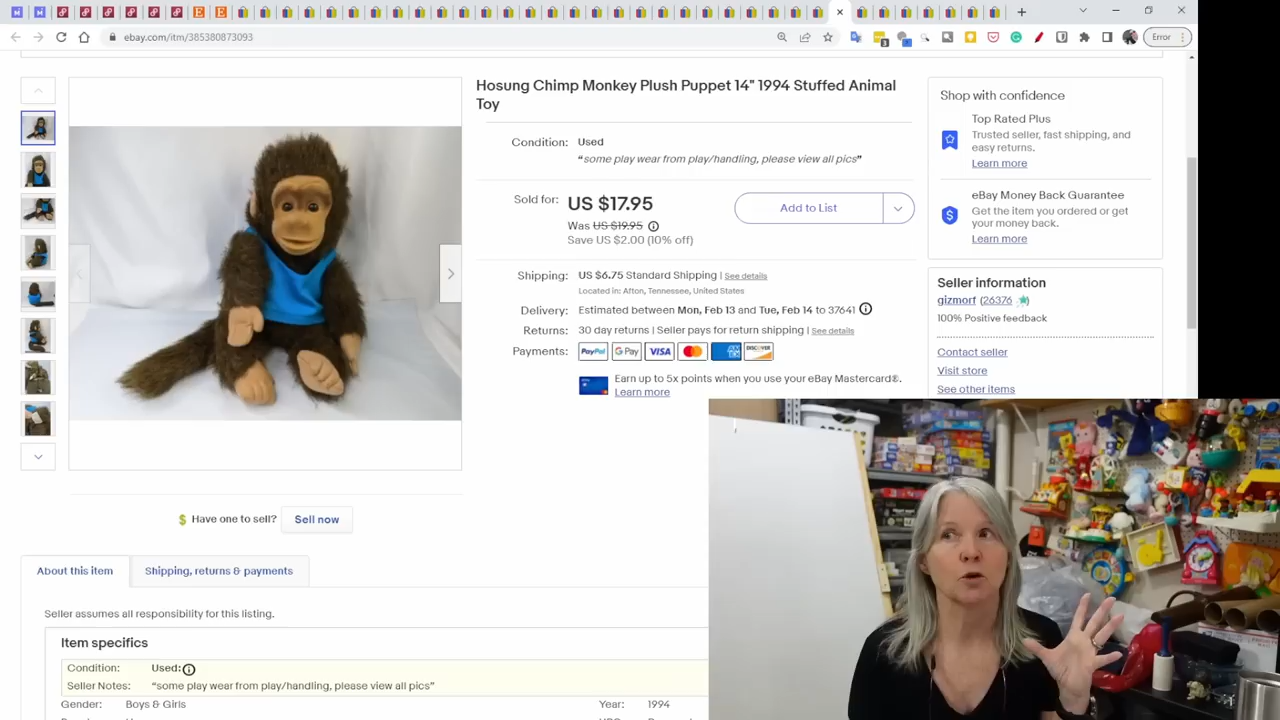 ebay.com/itm/385380873093
Error
Hosung Chimp Monkey Plush Puppet 14" 1994 Stuffed Animal
Toy
Condition: Used
“some play wear from play/handling, please view all pics”
Sold for: US $17.95
Add to List
Was US $19.95
Save US $2.00 (10% off)
Shipping: US $6.75 Standard Shipping | See details
Located in: Afton, Tennessee, United States
Delivery: Estimated between Mon, Feb 13 and Tue, Feb 14 to 37641
Returns: 30 day returns | Seller pays for return shipping | See details
Payments: PayPal G Pay VISA DISCOVER
Earn up to 5x points when you use your eBay Mastercard®.
Learn more
Shop with confidence
Top Rated Plus
Trusted seller, fast shipping, and
easy returns.
Learn more
eBay Money Back Guarantee
Get the item you ordered or get
your money back.
Learn more
Seller information
gizmorf (26376)
100% Positive feedback
Contact seller
Visit store
See other items
$ Have one to sell? Sell now
About this item Shipping, returns & payments
Seller assumes all responsibility for this listing.
Item specifics
Condition: Used:
Seller Notes: “some play wear from play/handling, please view all pics”
Gender: Boys & Girls Year: 1994